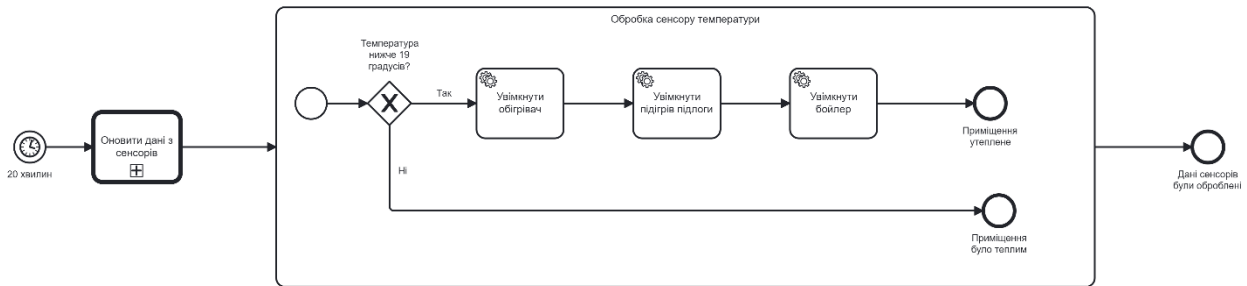 Обробка сенсору температури
Температура
нижче 19
градусів?
Так
Ні
20 хвилин
Оновити дані з
сенсорів
Увімкнути
обігрівач
Увімкнути
підігрів підлоги
Увімкнути
бойлер
Приміщення
утеплене
Приміщення
було теплим
Дані сенсорів
були оброблені